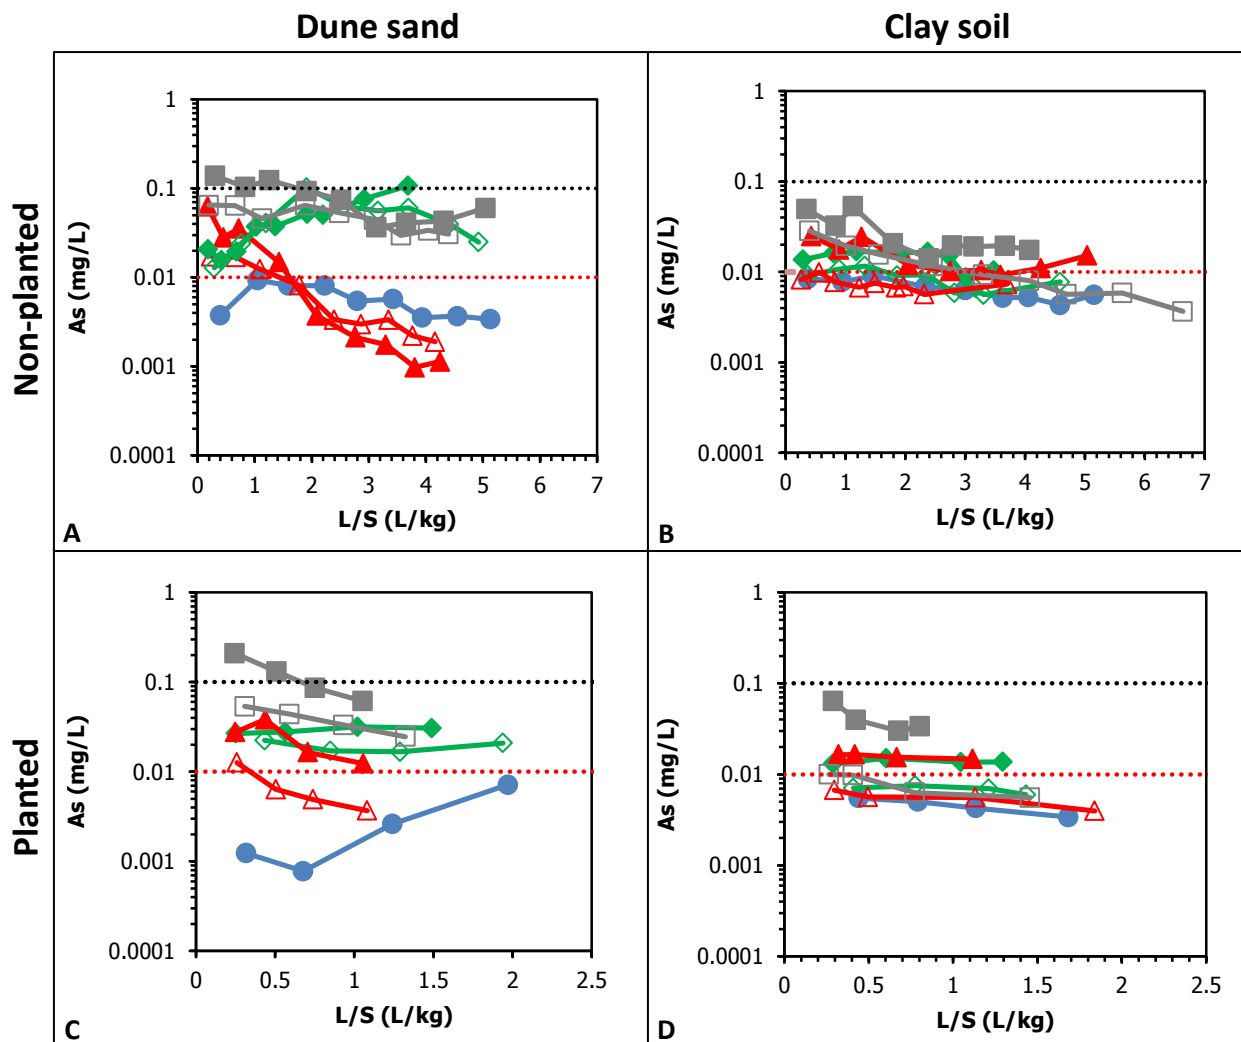 Dune sand
Clay soil
Non-planted
Planted
1
0.1
0.01
0.001
0.0001
As (mg/L)
0 1 2 3 4 5 6 7
L/S (L/kg)
A
1
0.1
0.01
0.001
0.0001
As (mg/L)
0 1 2 3 4 5 6 7
L/S (L/kg)
B
1
0.1
0.01
0.001
0.0001
As (mg/L)
0 0.5 1 1.5 2 2.5
L/S (L/kg)
C
1
0.1
0.01
0.001
0.0001
As (mg/L)
0 0.5 1 1.5 2 2.5
L/S (L/kg)
D